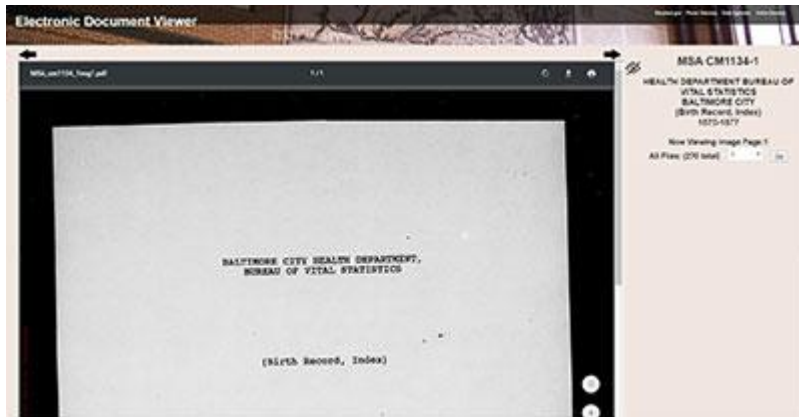 Electronic Document Viewer
MSA_cm1134_1msg1.pdf
1 / 1
MSA CM1134-1
HEALTH DEPARTMENT BUREAU OF
VITAL STATISTICS
BALTIMORE CITY
(Birth Record, Index)
1875-1877
Now Viewing Image Page:1
All Files: (270 total)
Go
BALTIMORE CITY HEALTH DEPARTMENT,
BUREAU OF VITAL STATISTICS
(Birth Record, Index)